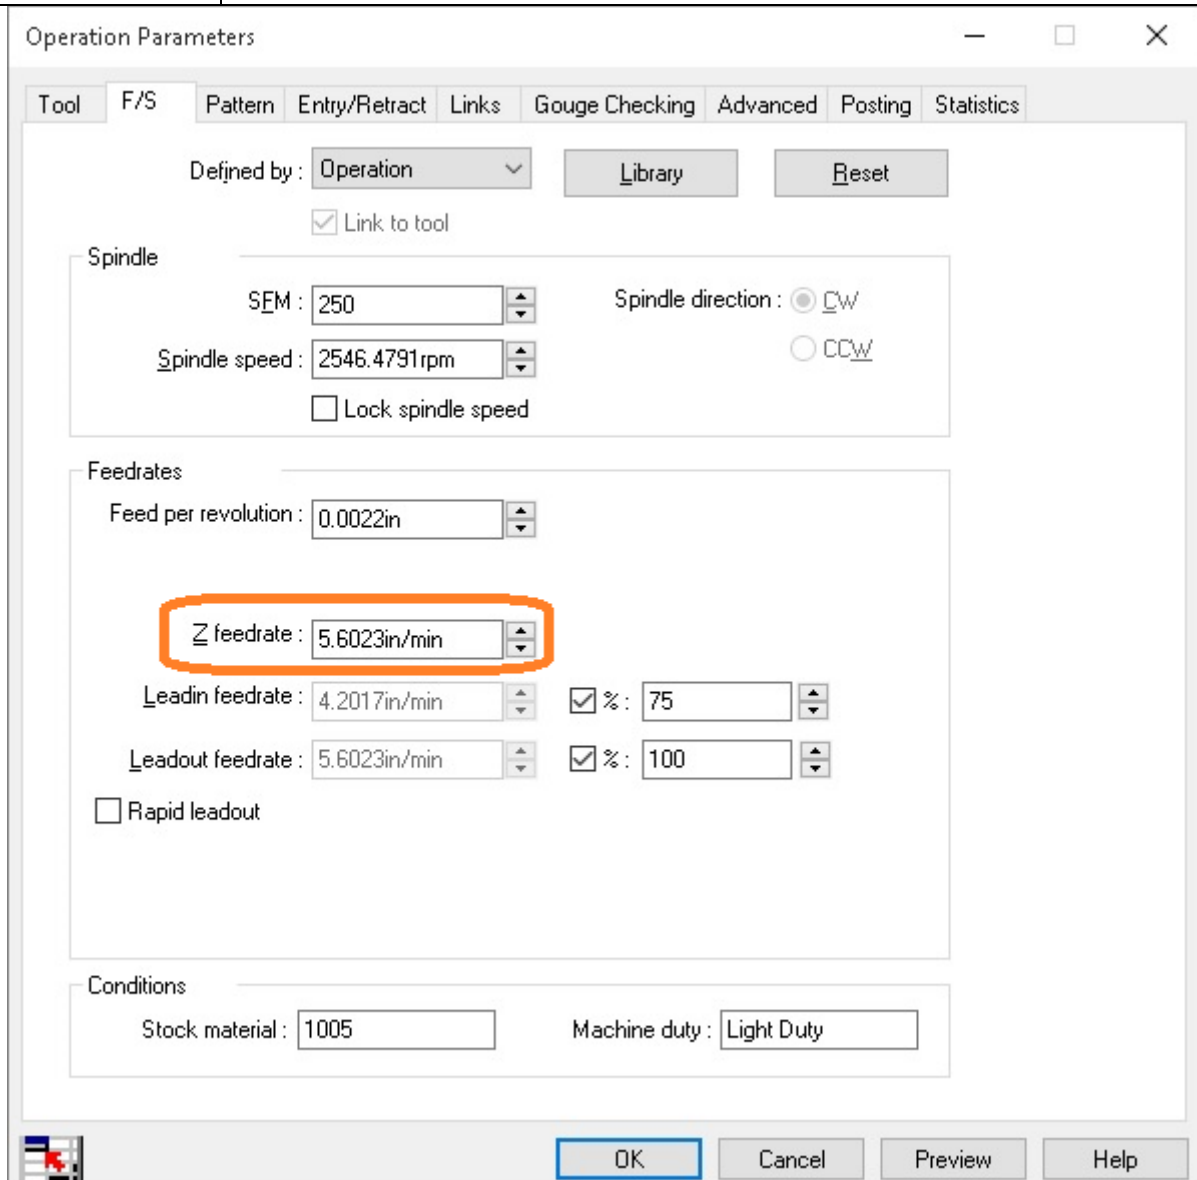 Operation Parameters
Tool F/S Pattern Entry/Retract Links Gouge Checking Advanced Posting Statistics
Defined by : Operation Library Reset
Link to tool
Spindle
SFM : 250 Spindle direction : CW
Spindle speed : 2546.4791rpm CCW
Lock spindle speed
Feedrates
Feed per revolution : 0.0022in
Z feedrate : 5.6023in/min
Leadin feedrate : 4.2017in/min % : 75
Leadout feedrate : 5.6023in/min % : 100
Rapid leadout
Conditions
Stock material : 1005 Machine duty : Light Duty
OK Cancel Preview Help